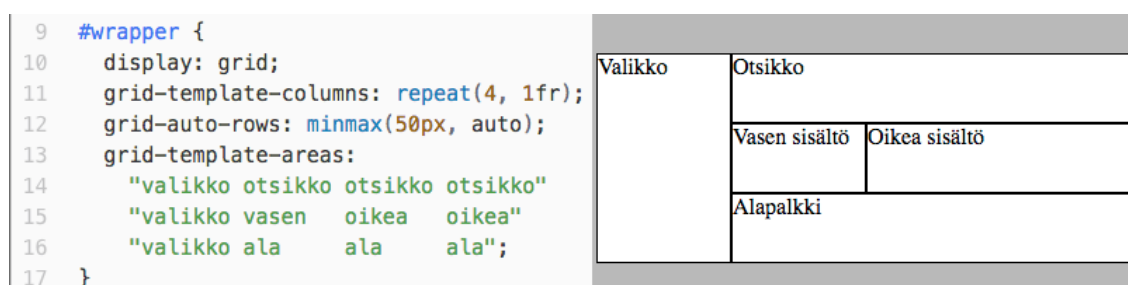 9 #wrapper {
10 display: grid;
11 grid-template-columns: repeat(4, 1fr);
12 grid-auto-rows: minmax(50px, auto);
13 grid-template-areas:
14 "valikko otsikko otsikko otsikko"
15 "valikko vasen oikea oikea"
16 "valikko ala ala ala";
17 }
Valikko
Otsikko
Vasen sisältö
Oikea sisältö
Alapalkki